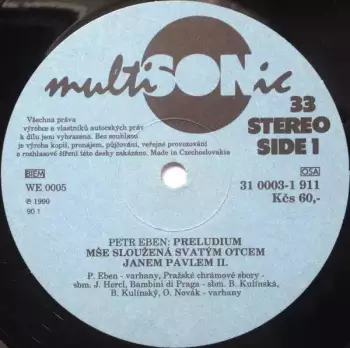 multiSONic
33
STEREO
SIDE 1
Všechna práva
výrobce a vlastníků autorských práv
k dílu jsou vyhrazena. Bez svolení
je výroba kopií, pronájem, půjčování, veřejné provozování
a rozhlasové šíření této desky zakázáno. Made in Czechoslovakia
BIEM
WE 0005
℗ 1990
90 1
OSA
31 0003-1 911
Kčs 60,-
PETR EBEN: PRELUDIUM
MŠE SLOUŽENÁ SVATÝM OTCEM
JANEM PAVLEM II.
P. Eben - varhany, Pražské chrámové sbory -
sbm. J. Hercl, Bambini di Praga - sbm. B. Kulínská,
B. Kulínský, O. Novák - varhany